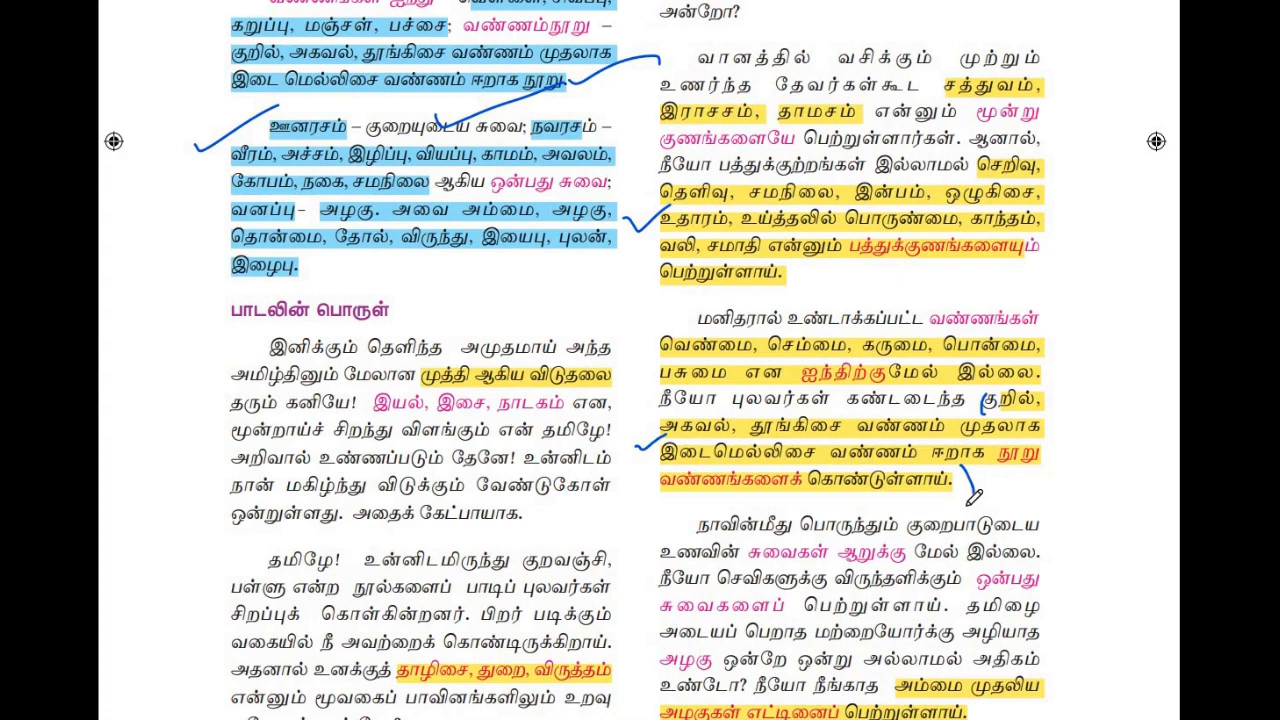 வண்ணங்கள் ஐந்து – வெள்ளை, சிவப்பு,
கறுப்பு, மஞ்சள், பச்சை; வண்ணம்நூறு –
குறில், அகவல், தூங்கிசை வண்ணம் முதலாக
இடை மெல்லிசை வண்ணம் ஈறாக நூறு.
ஊனரசம் – குறையுடைய சுவை; நவரசம் –
வீரம், அச்சம், இழிப்பு, வியப்பு, காமம், அவலம்,
கோபம், நகை, சமநிலை ஆகிய ஒன்பது சுவை;
வனப்பு– அழகு. அவை அம்மை, அழகு,
தொன்மை, தோல், விருந்து, இயைபு, புலன்,
இழைபு.
பாடலின் பொருள்
இனிக்கும் தெளிந்த அமுதமாய் அந்த
அமிழ்தினும் மேலான முத்தி ஆகிய விடுதலை
தரும் கனியே! இயல், இசை, நாடகம் என,
மூன்றாய்ச் சிறந்து விளங்கும் என் தமிழே!
அறிவால் உண்ணப்படும் தேனே! உன்னிடம்
நான் மகிழ்ந்து விடுக்கும் வேண்டுகோள்
ஒன்றுள்ளது. அதைக் கேட்பாயாக.
தமிழே! உன்னிடமிருந்து குறவஞ்சி,
பள்ளு என்ற நூல்களைப் பாடிப் புலவர்கள்
சிறப்புக் கொள்கின்றனர். பிறர் படிக்கும்
வகையில் நீ அவற்றைக் கொண்டிருக்கிறாய்.
அதனால் உனக்குத் தாழிசை, துறை, விருத்தம்
என்னும் மூவகைப் பாவினங்களிலும் உறவு
அன்றோ?
வானத்தில் வசிக்கும் முற்றும்
உணர்ந்த தேவர்கள்கூட சத்துவம்,
இராசசம், தாமசம் என்னும் மூன்று
குணங்களையே பெற்றுள்ளார்கள். ஆனால்,
நீயோ பத்துக்குற்றங்கள் இல்லாமல் செறிவு,
தெளிவு, சமநிலை, இன்பம், ஒழுகிசை,
உதாரம், உய்த்தலில் பொருண்மை, காந்தம்,
வலி, சமாதி என்னும் பத்துக்குணங்களையும்
பெற்றுள்ளாய்.
மனிதரால் உண்டாக்கப்பட்ட வண்ணங்கள்
வெண்மை, செம்மை, கருமை, பொன்மை,
பசுமை என ஐந்திற்குமேல் இல்லை.
நீயோ புலவர்கள் கண்டடைந்த குறில்,
அகவல், தூங்கிசை வண்ணம் முதலாக
இடைமெல்லிசை வண்ணம் ஈறாக நூறு
வண்ணங்களைக் கொண்டுள்ளாய்.
நாவின்மீது பொருந்தும் குறைபாடுடைய
உணவின் சுவைகள் ஆறுக்கு மேல் இல்லை.
நீயோ செவிகளுக்கு விருந்தளிக்கும் ஒன்பது
சுவைகளைப் பெற்றுள்ளாய். தமிழை
அடையப் பெறாத மற்றையோர்க்கு அழியாத
அழகு ஒன்றே ஒன்று அல்லாமல் அதிகம்
உண்டோ? நீயோ நீங்காத அம்மை முதலிய
அழகுகள் எட்டினைப் பெற்றுள்ளாய்.